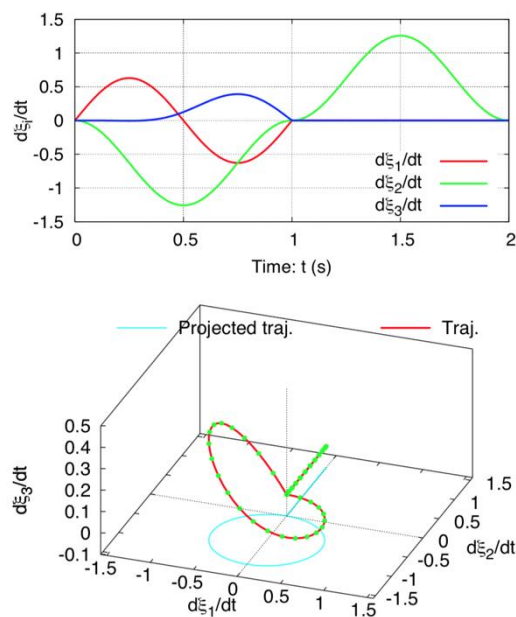 1.5
1
0.5
0
-0.5
-1
-1.5
dξi/dt
dξ1/dt
dξ2/dt
dξ3/dt
0 0.5 1 1.5 2
Time: t (s)
Projected traj. Traj.
0.5
0.4
0.3
0.2
0.1
0
-0.1
dξ3/dt
-1.5 -1 -0.5 0 0.5 1 1.5
dξ1/dt
1.5
1
0.5
0
-0.5
-1
-1.5
dξ2/dt